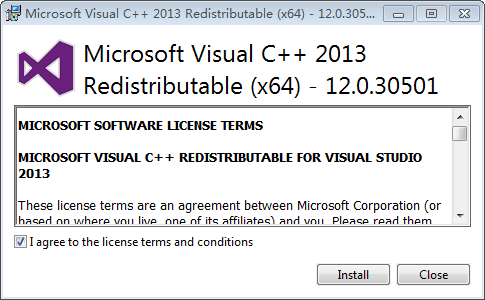 Microsoft Visual C++ 2013 Redistributable (x64) - 12.0.305...
Microsoft Visual C++ 2013
Redistributable (x64) - 12.0.30501
MICROSOFT SOFTWARE LICENSE TERMS
MICROSOFT VISUAL C++ REDISTRIBUTABLE FOR VISUAL STUDIO
2013
These license terms are an agreement between Microsoft Corporation (or
based on where you live, one of its affiliates) and you. Please read them.
I agree to the license terms and conditions
Install
Close